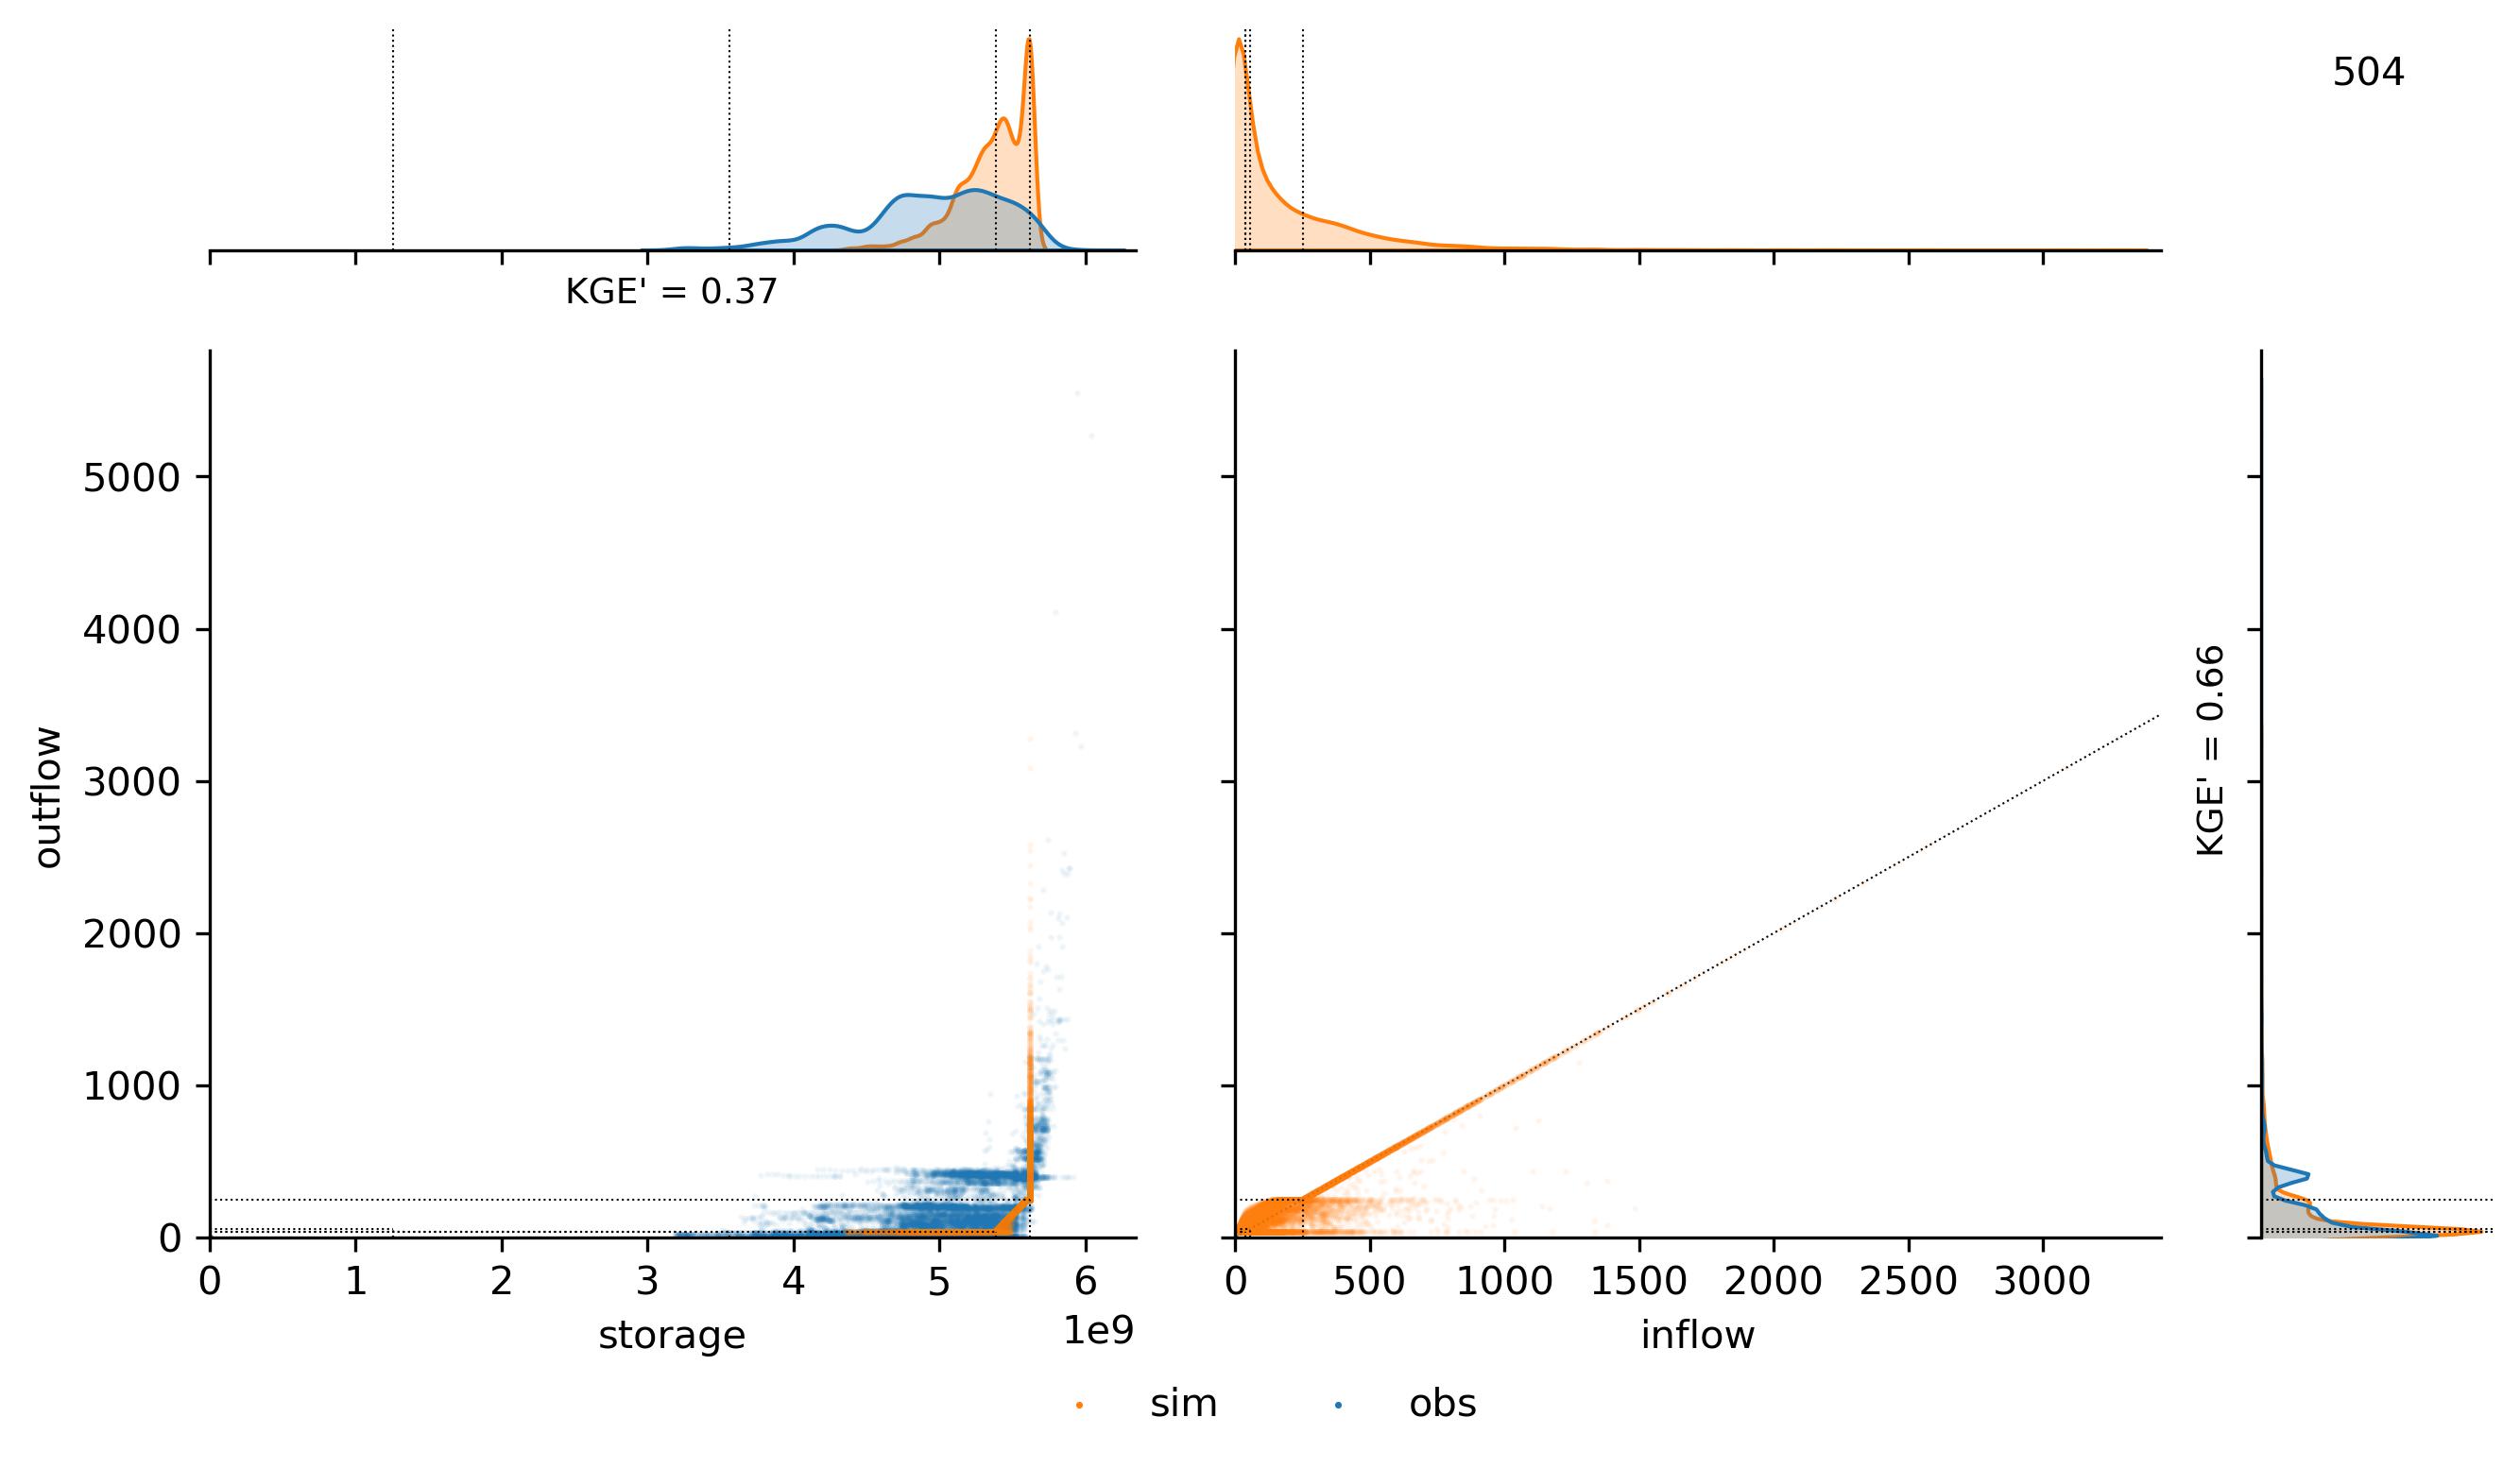 504
KGE' = 0.37
outflow
5000
4000
3000
2000
1000
0
KGE' = 0.66
0 1 2 3 4 5 6
1e9
storage
0 500 1000 1500 2000 2500 3000
inflow
sim obs